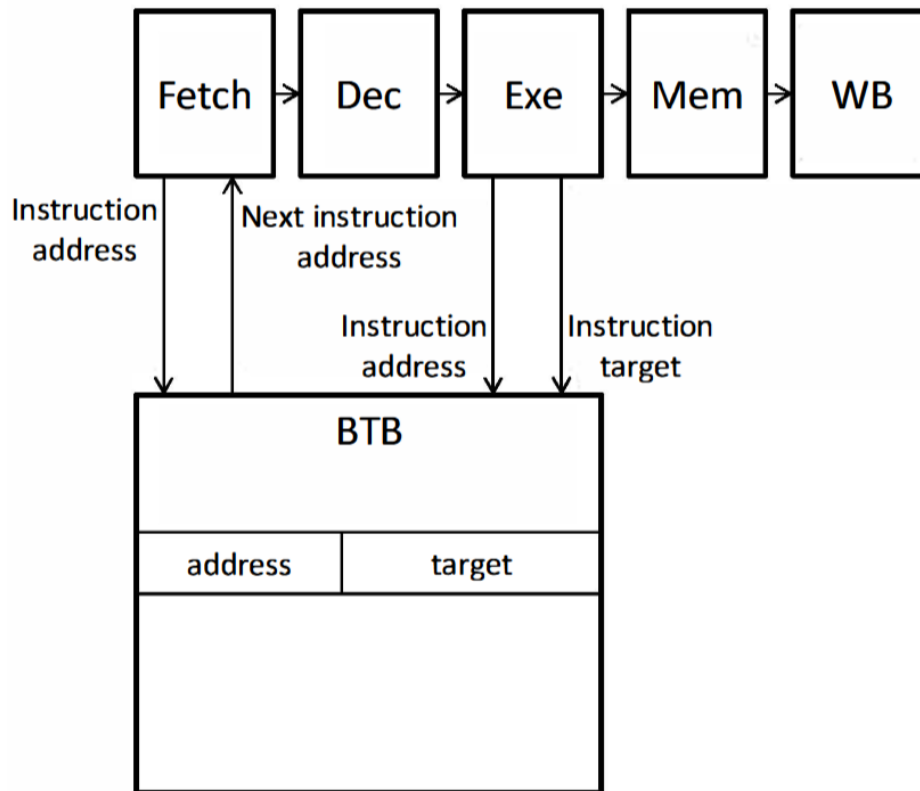 Fetch
Dec
Exe
Mem
WB
Instruction
address
Next instruction
address
Instruction
address
Instruction
target
BTB
address
target